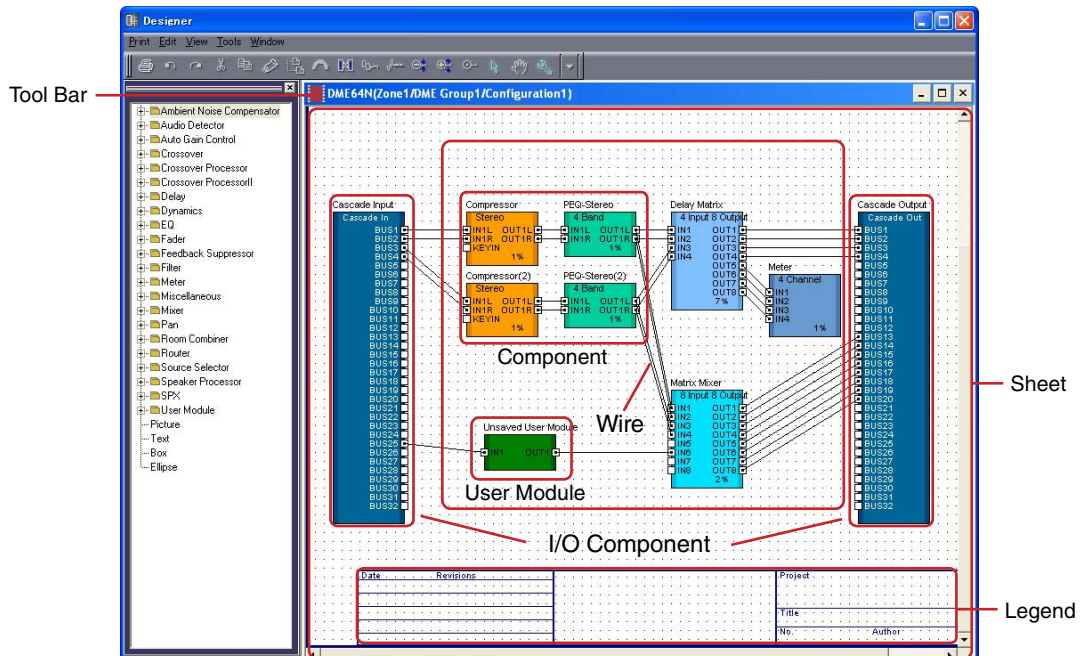 Designer
Print Edit View Tools Window
Tool Bar
DME64N(Zone1/DME Group1/Configuration1)
Ambient Noise Compensator
Audio Detector
Auto Gain Control
Crossover
Crossover Processor
Crossover ProcessorII
Delay
Dynamics
EQ
Fader
Feedback Suppressor
Filter
Meter
Miscellaneous
Mixer
Pan
Room Combiner
Router
Source Selector
Speaker Processor
SPX
User Module
Picture
Text
Box
Ellipse
Cascade Input
Cascade In
BUS1
BUS2
BUS3
BUS4
BUS5
BUS6
BUS7
BUS8
BUS9
BUS10
BUS11
BUS12
BUS13
BUS14
BUS15
BUS16
BUS17
BUS18
BUS19
BUS20
BUS21
BUS22
BUS23
BUS24
BUS25
BUS26
BUS27
BUS28
BUS29
BUS30
BUS31
BUS32
Compressor
Stereo
IN1L OUT1L
IN1R OUT1R
KEYIN
1%
PEQ-Stereo
4 Band
IN1L OUT1L
IN1R OUT1R
1%
Compressor(2)
Stereo
IN1L OUT1L
IN1R OUT1R
KEYIN
1%
PEQ-Stereo(2)
4 Band
IN1L OUT1L
IN1R OUT1R
1%
Component
Delay Matrix
4 Input 8 Output
IN1 OUT1
IN2 OUT2
IN3 OUT3
IN4 OUT4
OUT5
OUT6
OUT7
OUT8
7%
Meter
4 Channel
IN1
IN2
IN3
IN4
1%
Wire
Matrix Mixer
8 Input 8 Output
IN1 OUT1
IN2 OUT2
IN3 OUT3
IN4 OUT4
IN5 OUT5
IN6 OUT6
IN7 OUT7
IN8 OUT8
2%
Unsaved User Module
IN1 OUT1
User Module
Cascade Output
Cascade Out
BUS1
BUS2
BUS3
BUS4
BUS5
BUS6
BUS7
BUS8
BUS9
BUS10
BUS11
BUS12
BUS13
BUS14
BUS15
BUS16
BUS17
BUS18
BUS19
BUS20
BUS21
BUS22
BUS23
BUS24
BUS25
BUS26
BUS27
BUS28
BUS29
BUS30
BUS31
BUS32
Sheet
I/O Component
Date Revisions
Project
Title
No. Author
Legend